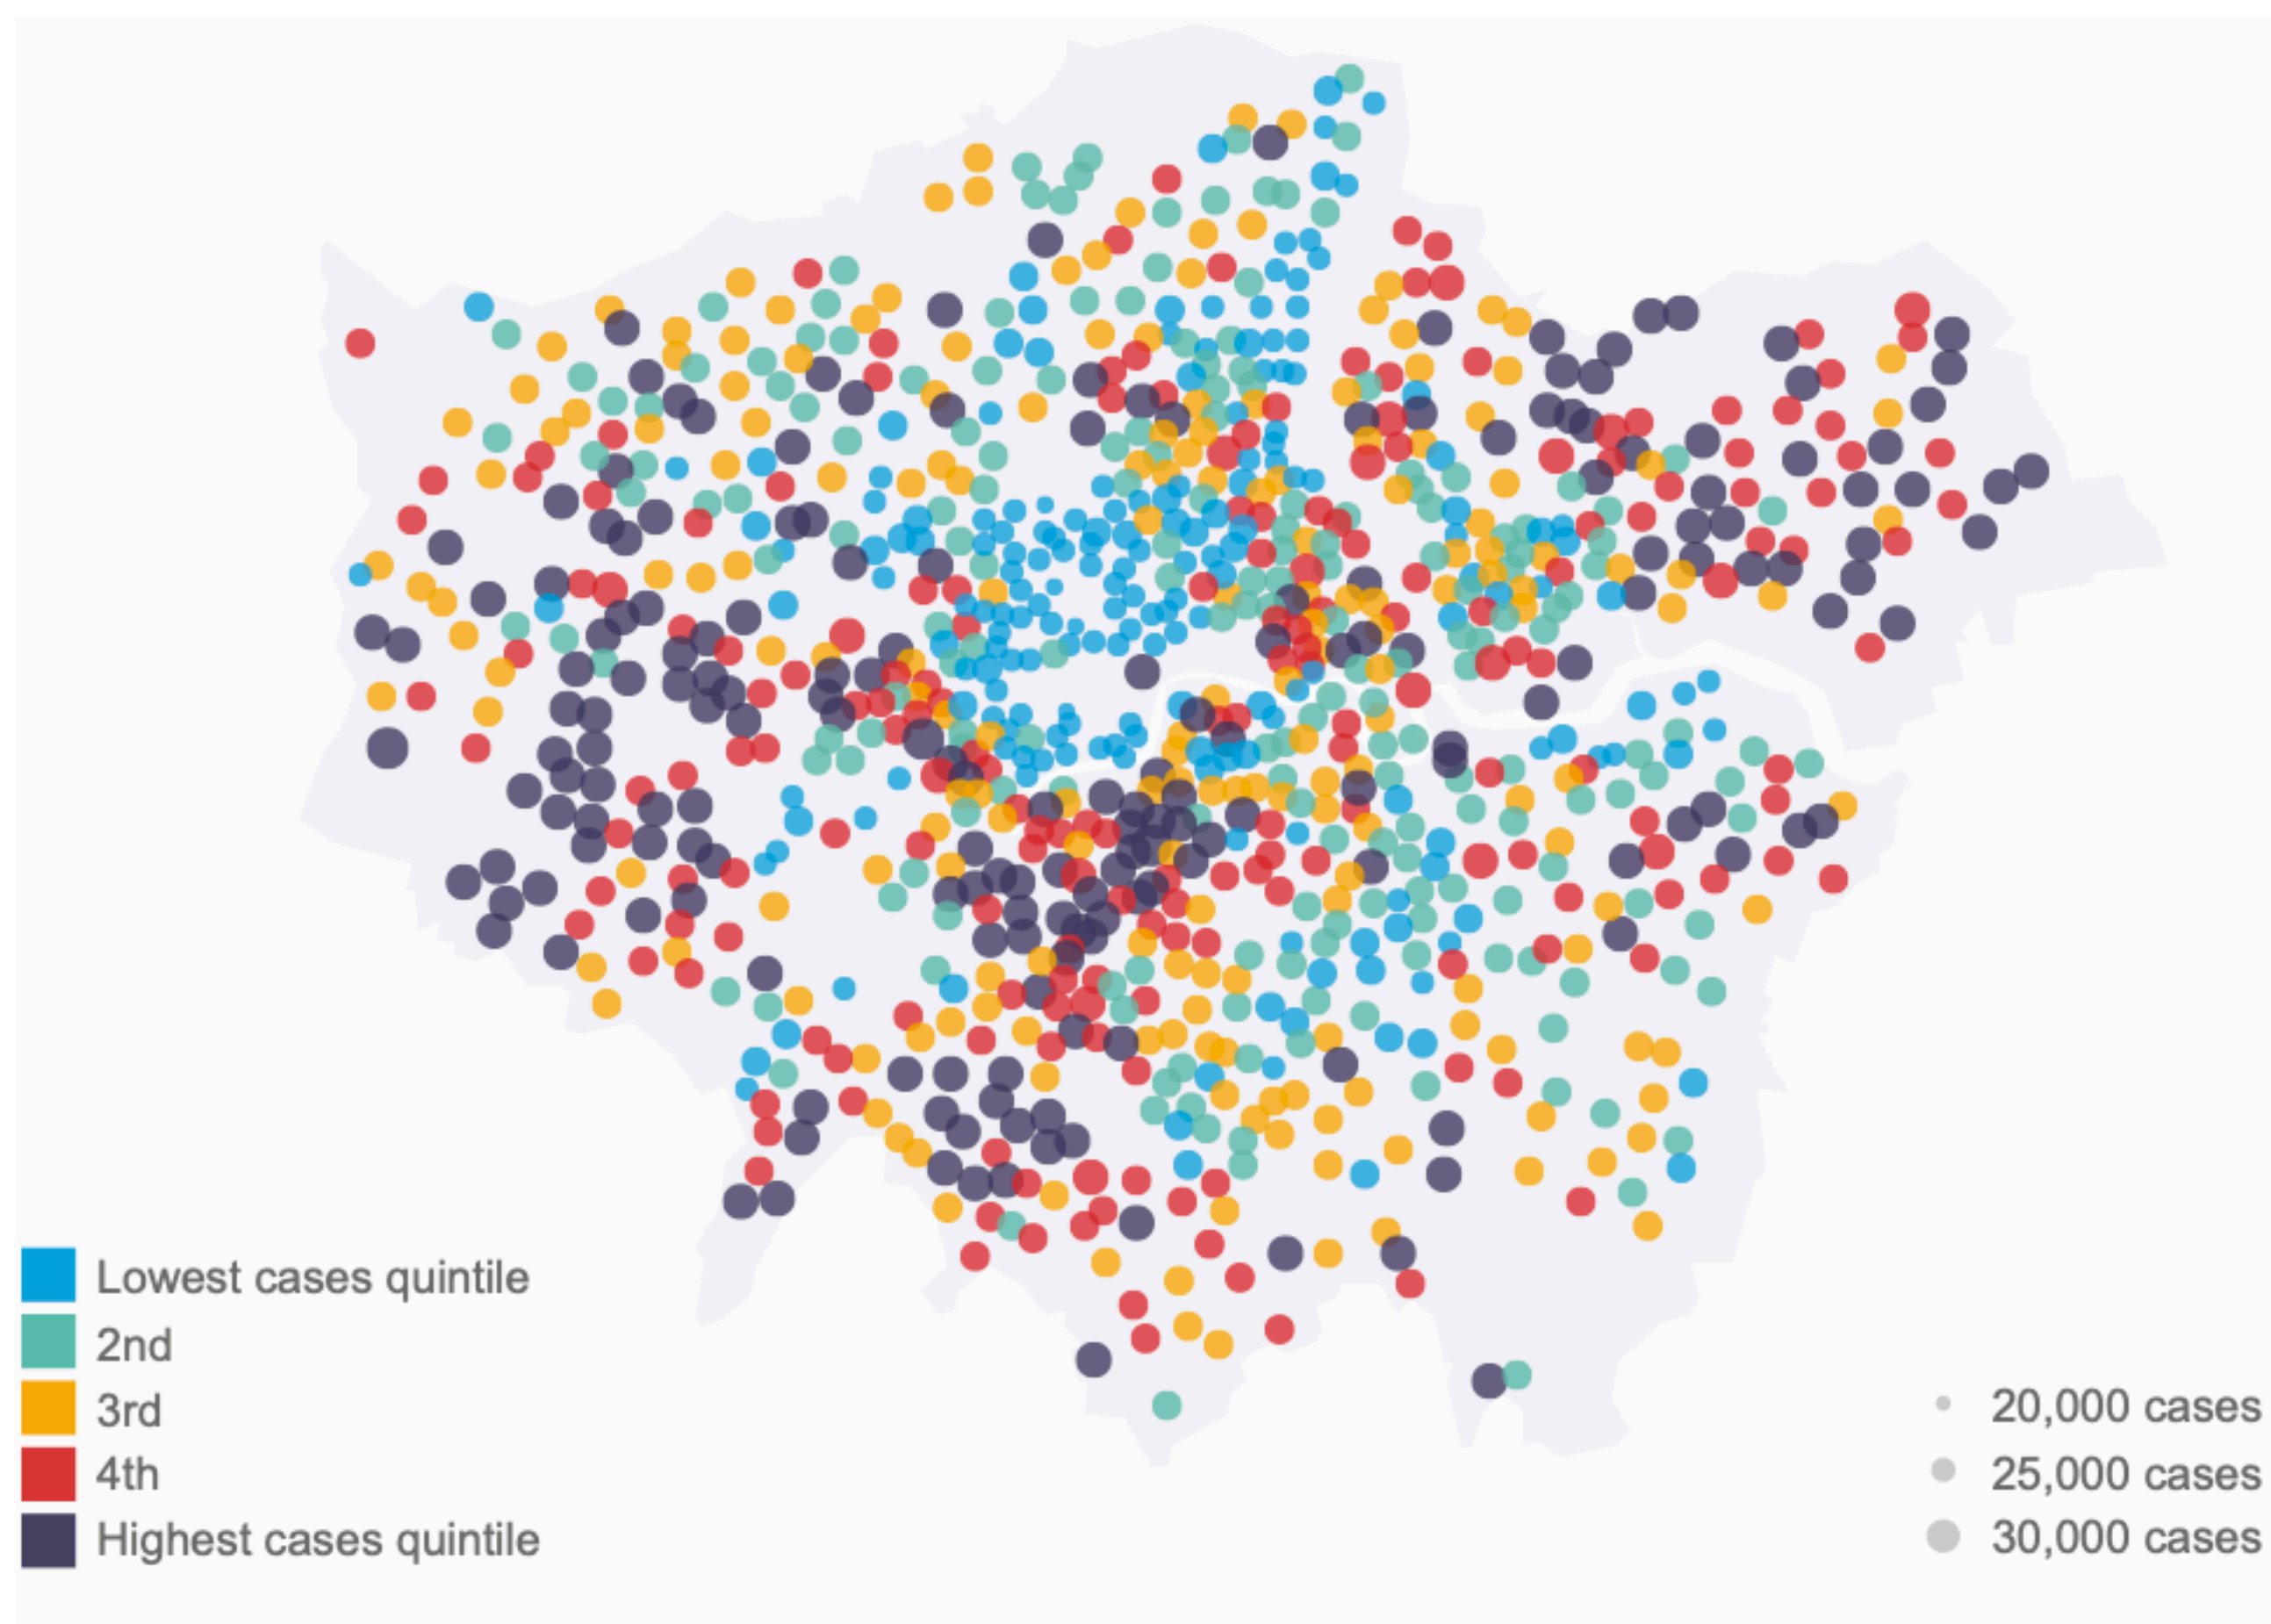 Lowest cases quintile
2nd
3rd
4th
Highest cases quintile
20,000 cases
25,000 cases
30,000 cases